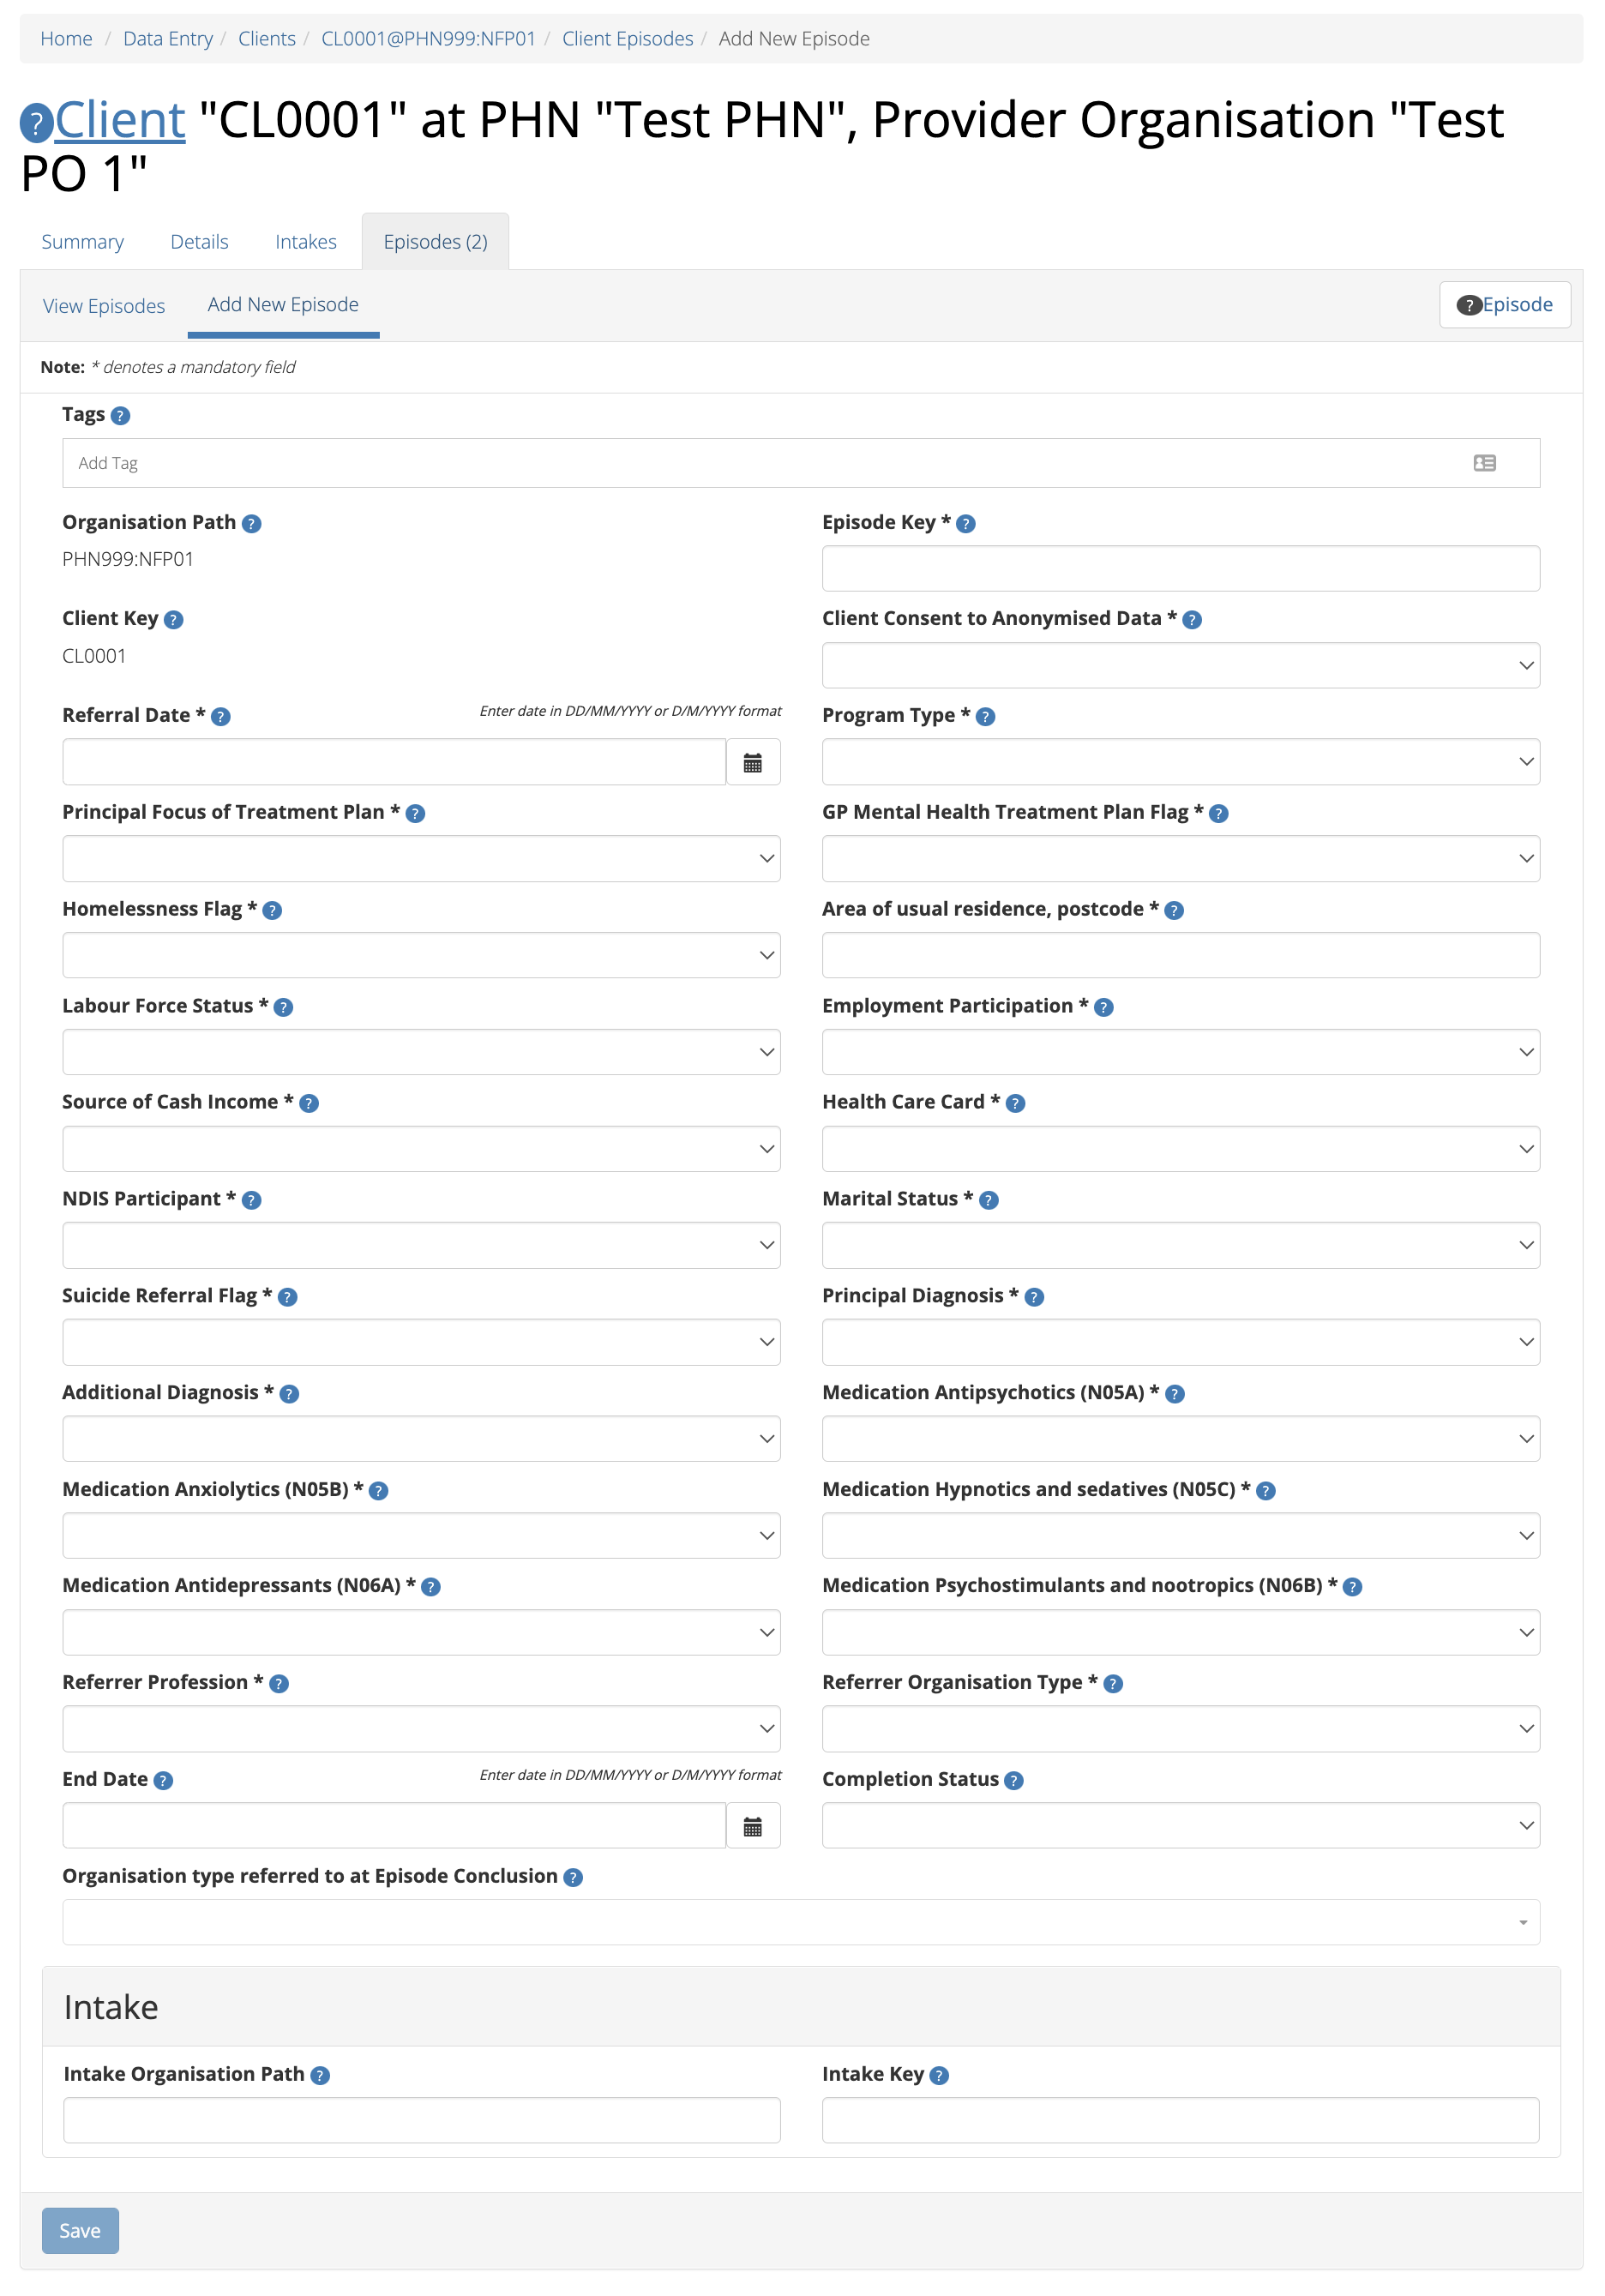 Home / Data Entry / Clients / CL0001@PHN999:NFP01 / Client Episodes / Add New Episode
? Client "CL0001" at PHN "Test PHN", Provider Organisation "Test
PO 1"
Summary Details Intakes Episodes (2)
View Episodes Add New Episode ? Episode
Note: * denotes a mandatory field
Tags ?
Add Tag
Organisation Path ? Episode Key * ?
PHN999:NFP01
Client Key ? Client Consent to Anonymised Data * ?
CL0001
Referral Date * ? Enter date in DD/MM/YYYY or D/M/YYYY format Program Type * ?
Principal Focus of Treatment Plan * ? GP Mental Health Treatment Plan Flag * ?
Homelessness Flag * ? Area of usual residence, postcode * ?
Labour Force Status * ? Employment Participation * ?
Source of Cash Income * ? Health Care Card * ?
NDIS Participant * ? Marital Status * ?
Suicide Referral Flag * ? Principal Diagnosis * ?
Additional Diagnosis * ? Medication Antipsychotics (N05A) * ?
Medication Anxiolytics (N05B) * ? Medication Hypnotics and sedatives (N05C) * ?
Medication Antidepressants (N06A) * ? Medication Psychostimulants and nootropics (N06B) * ?
Referrer Profession * ? Referrer Organisation Type * ?
End Date ? Enter date in DD/MM/YYYY or D/M/YYYY format Completion Status ?
Organisation type referred to at Episode Conclusion ?
Intake
Intake Organisation Path ? Intake Key ?
Save